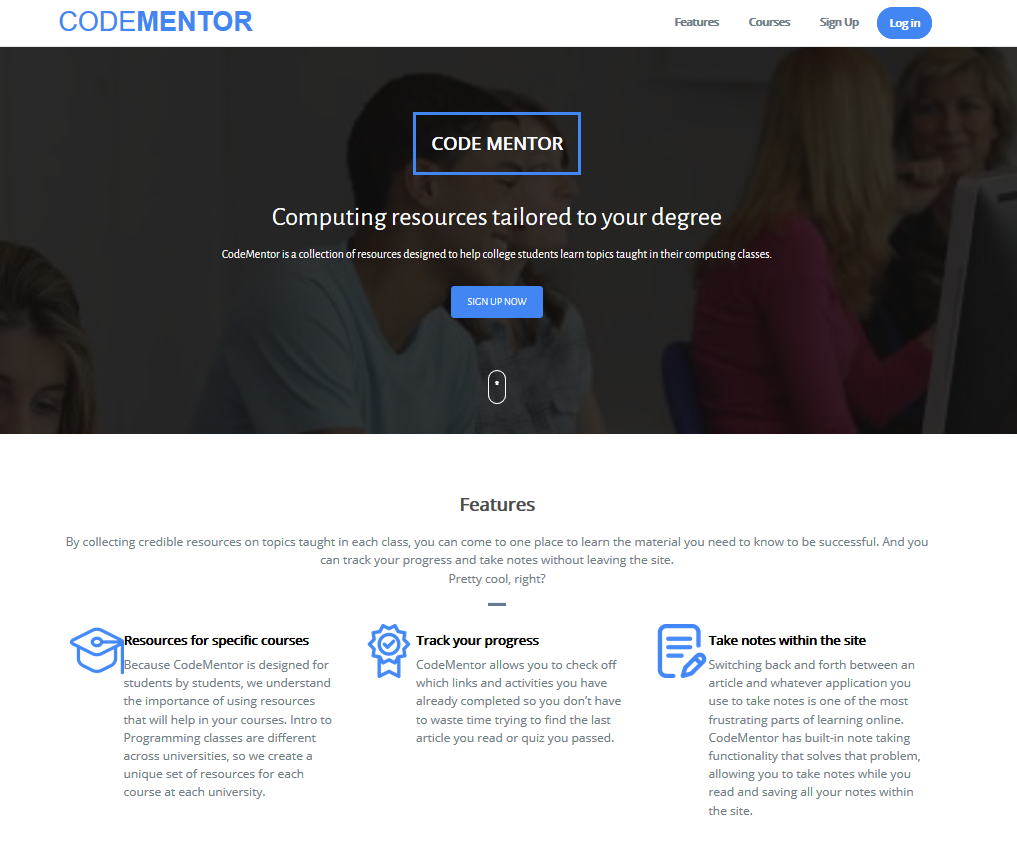 CODEMENTOR
Features Courses Sign Up Log in
CODE MENTOR
Computing resources tailored to your degree
CodeMentor is a collection of resources designed to help college students learn topics taught in their computing classes.
SIGN UP NOW
Features
By collecting credible resources on topics taught in each class, you can come to one place to learn the material you need to know to be successful. And you
can track your progress and take notes without leaving the site.
Pretty cool, right?
Resources for specific courses
Because CodeMentor is designed for
students by students, we understand
the importance of using resources
that will help in your courses. Intro to
Programming classes are different
across universities, so we create a
unique set of resources for each
course at each university.
Track your progress
CodeMentor allows you to check off
which links and activities you have
already completed so you don't have
to waste time trying to find the last
article you read or quiz you passed.
Take notes within the site
Switching back and forth between an
article and whatever application you
use to take notes is one of the most
frustrating parts of learning online.
CodeMentor has built-in note taking
functionality that solves that problem,
allowing you to take notes while you
read and saving all your notes within
the site.